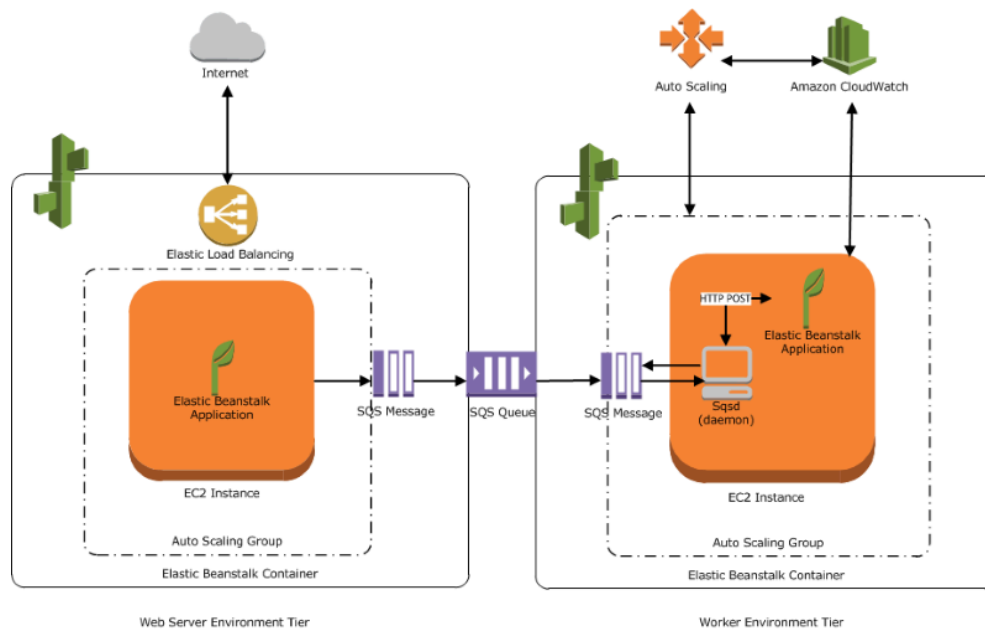 Internet
Auto Scaling
Amazon CloudWatch
Elastic Load Balancing
HTTP POST
Elastic Beanstalk
Application
Elastic Beanstalk
Application
SQS Message
SQS Queue
SQS Message
Sqsd
(daemon)
EC2 Instance
EC2 Instance
Auto Scaling Group
Auto Scaling Group
Elastic Beanstalk Container
Elastic Beanstalk Container
Web Server Environment Tier
Worker Environment Tier